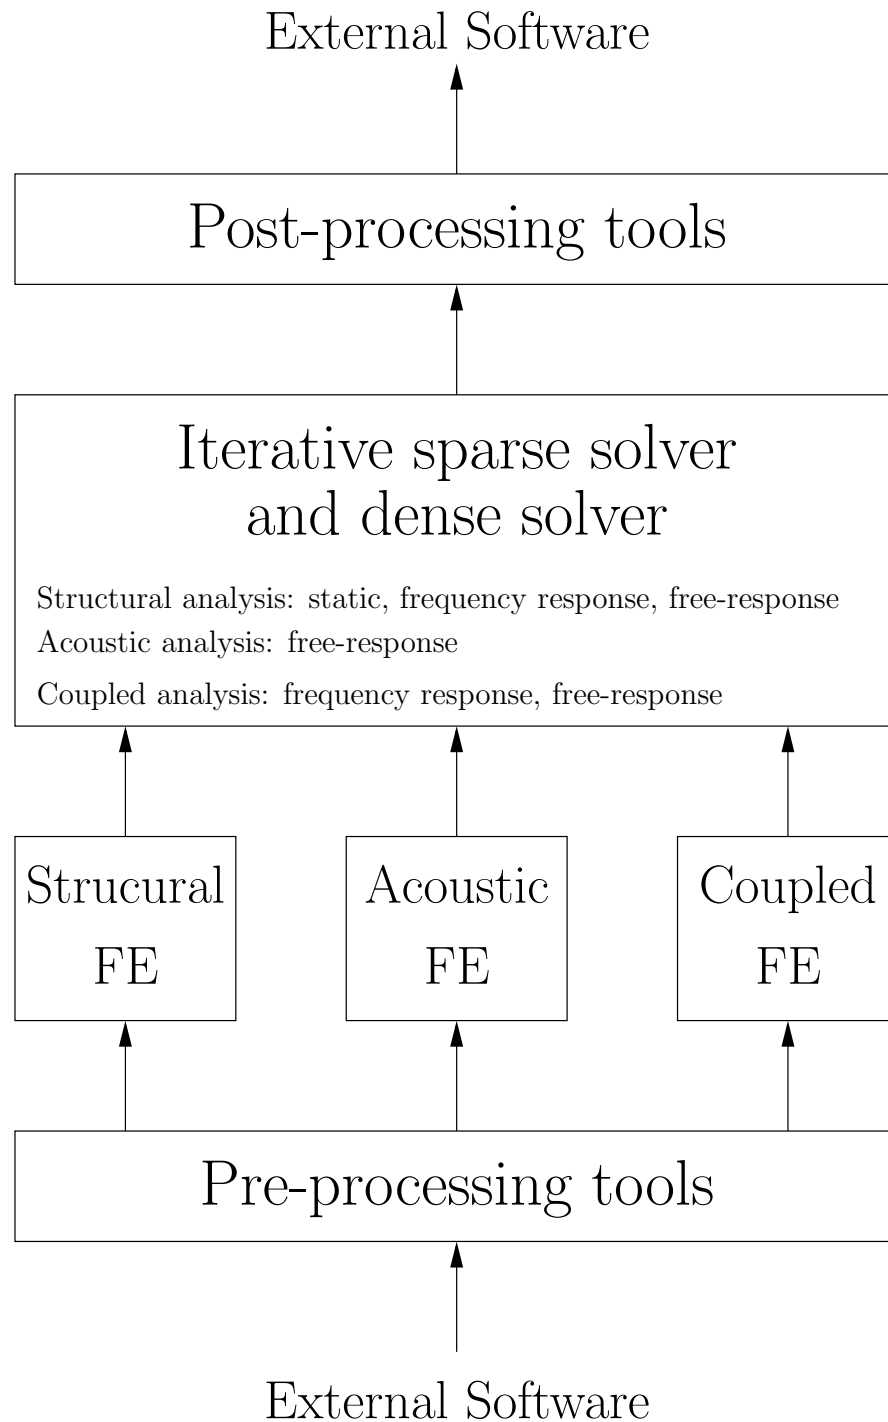 External Software
Post-processing tools
Iterative sparse solver
and dense solver
Structural analysis: static, frequency response, free-response
Acoustic analysis: free-response
Coupled analysis: frequency response, free-response
Strucural
FE
Acoustic
FE
Coupled
FE
Pre-processing tools
External Software